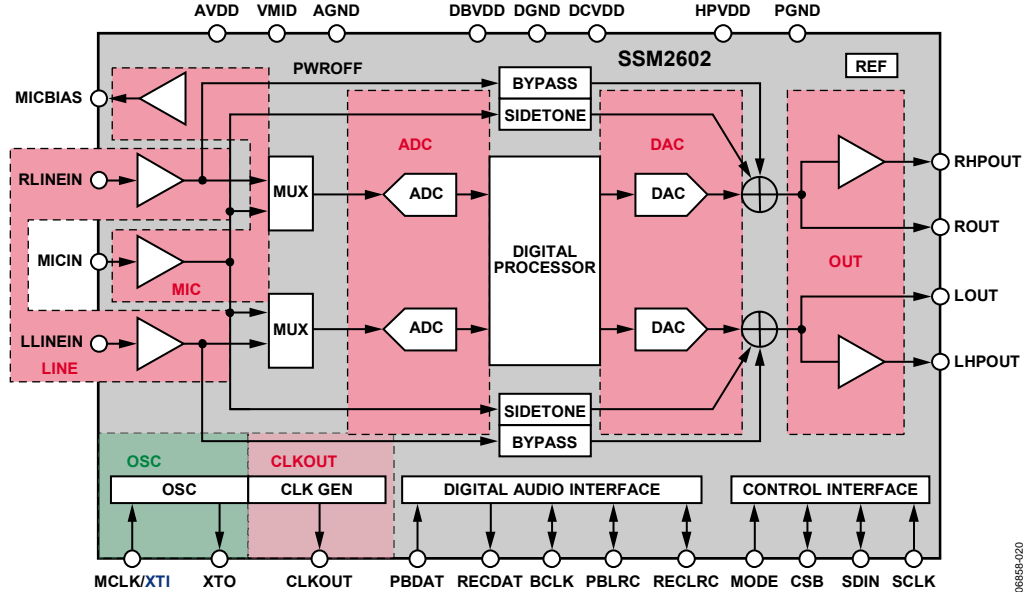 AVDD VMID AGND DBVDD DGND DCVDD HPVDD PGND
SSM2602
PWROFF
REF
MICBIAS
BYPASS
SIDETONE
ADC
DAC
RLINEIN
MUX
ADC
DAC
RHPOUT
ROUT
MICIN
MIC
DIGITAL
PROCESSOR
OUT
LOUT
LLINEIN
LINE
MUX
ADC
DAC
LHPOUT
SIDETONE
BYPASS
OSC
CLKOUT
OSC
CLK GEN
DIGITAL AUDIO INTERFACE
CONTROL INTERFACE
MCLK/XTI XTO CLKOUT PBDAT RECDAT BCLK PBLRC RECLRC MODE CSB SDIN SCLK
06858-020